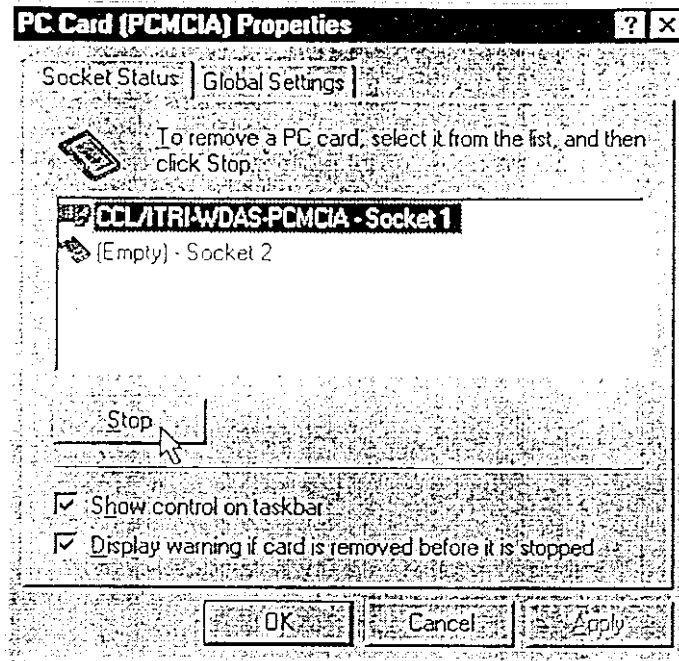 PC Card (PCMCIA) Properties
Socket Status Global Settings
To remove a PC card, select it from the list, and then
click Stop.
CCL/ITRI-WDAS-PCMCIA - Socket 1
(Empty) - Socket 2
Stop
Show control on taskbar
Display warning if card is removed before it is stopped
OK Cancel Apply